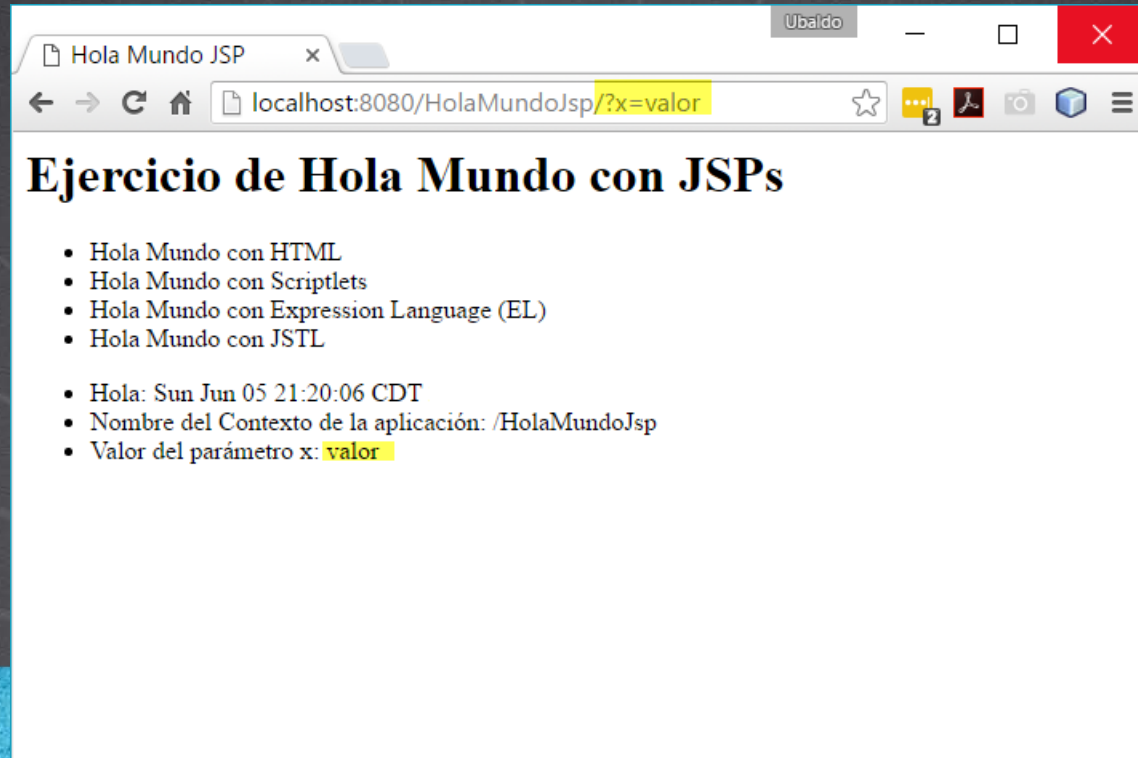 Ubaldo
Hola Mundo JSP
localhost:8080/HolaMundoJsp/?x=valor
2
Ejercicio de Hola Mundo con JSPs
Hola Mundo con HTML
Hola Mundo con Scriptlets
Hola Mundo con Expression Language (EL)
Hola Mundo con JSTL
Hola: Sun Jun 05 21:20:06 CDT
Nombre del Contexto de la aplicación: /HolaMundoJsp
Valor del parámetro x: valor